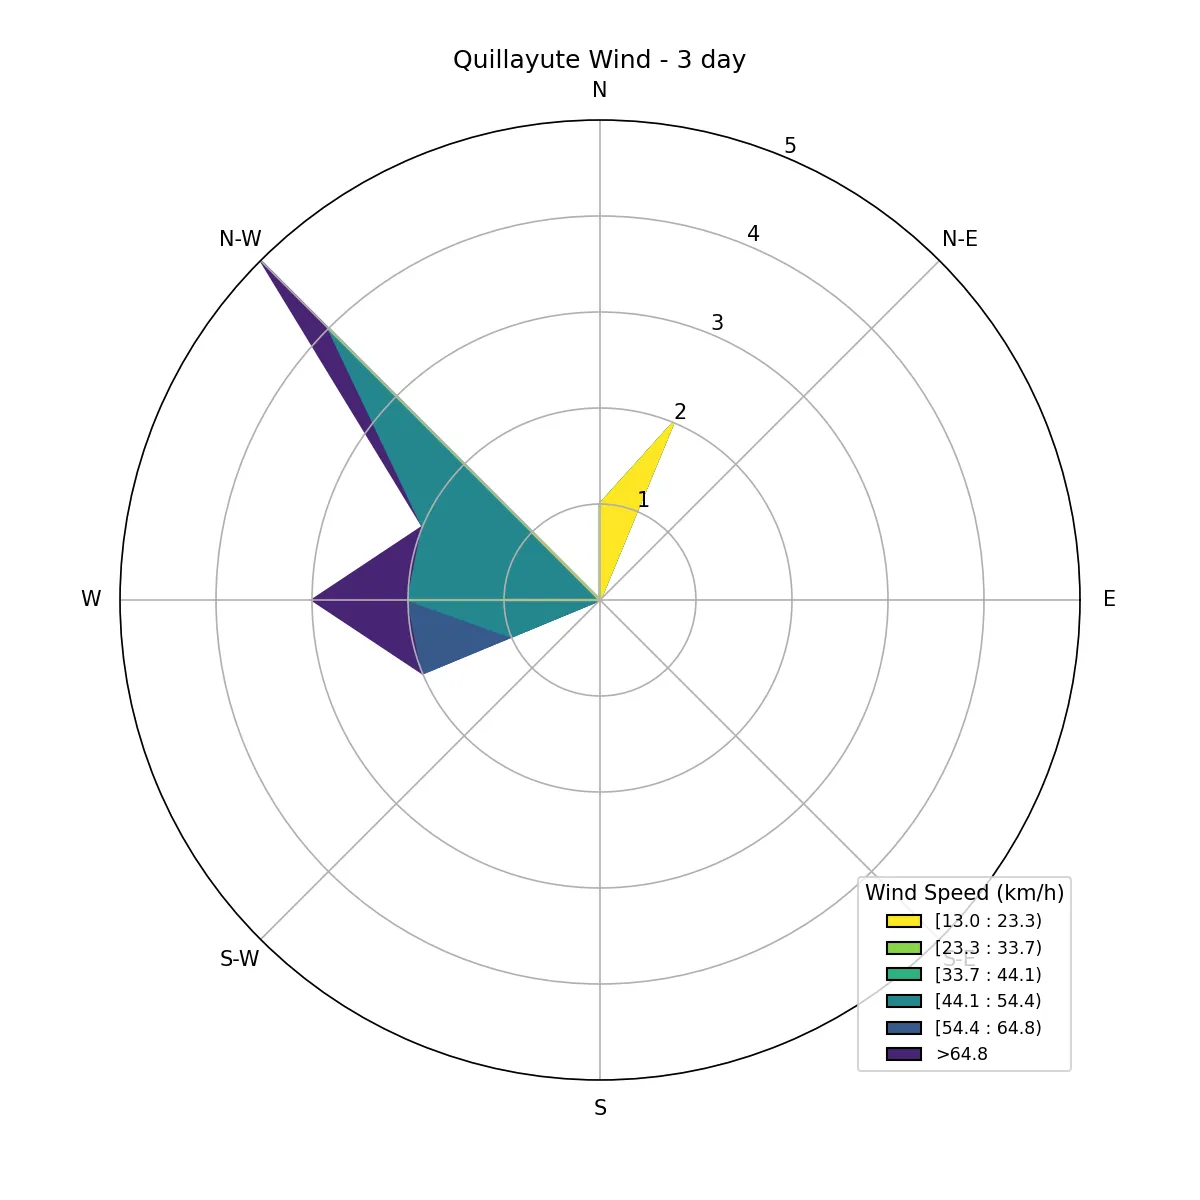 Quillayute Wind - 3 day
N
5
N-W
N-E
4
3
2
1
W
E
Wind Speed (km/h)
[13.0 : 23.3)
[23.3 : 33.7)
S-W
S-E
[33.7 : 44.1)
[44.1 : 54.4)
[54.4 : 64.8)
>64.8
S